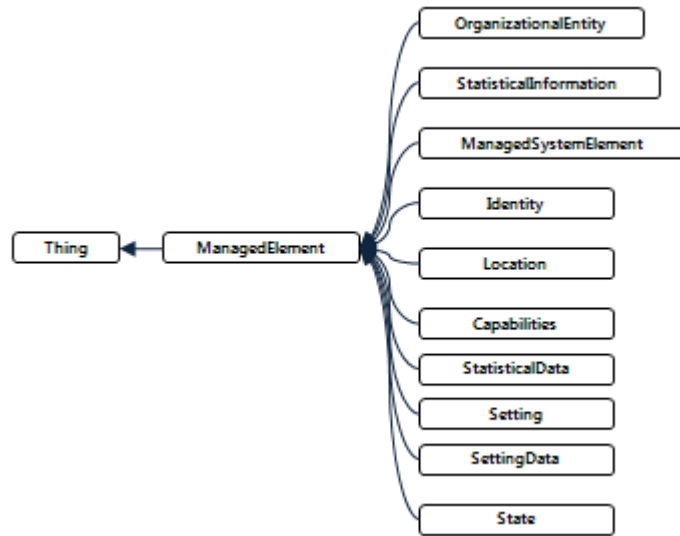 OrganizationalEntity
StatisticalInformation
ManagedSystemElement
Identity
Thing
ManagedElement
Location
Capabilities
StatisticalData
Setting
SettingData
State